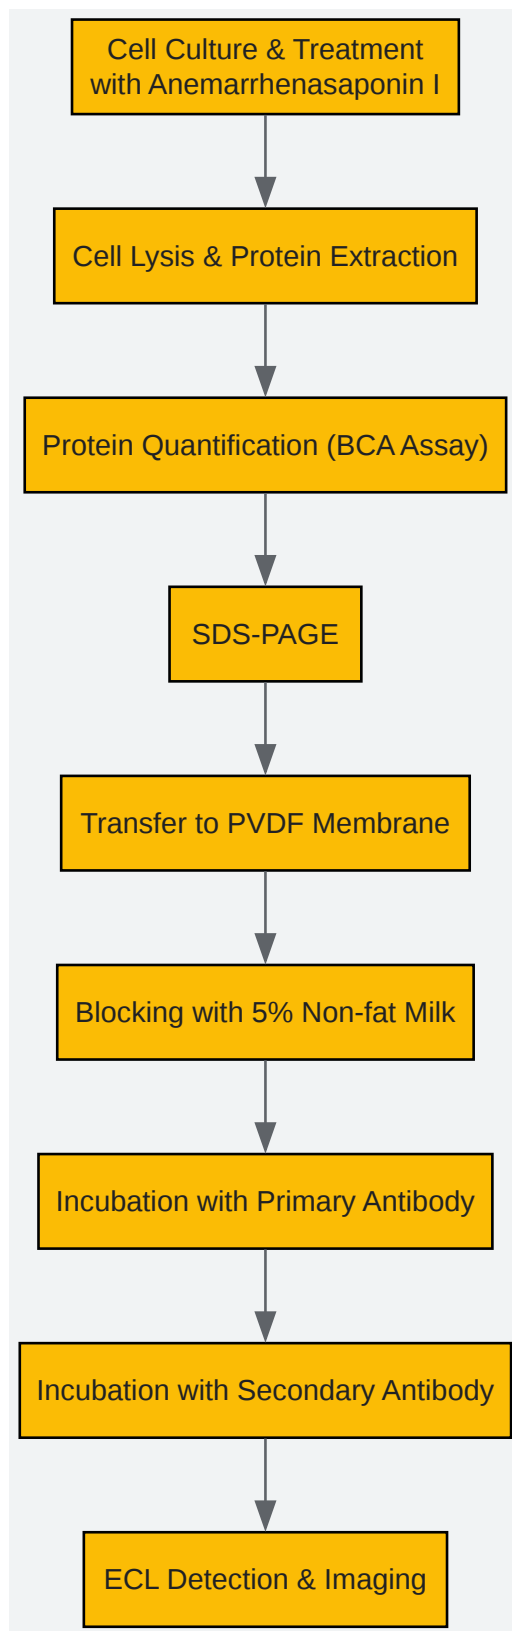 Cell Culture & Treatment
with Anemarrhenasaponin I
Cell Lysis & Protein Extraction
Protein Quantification (BCA Assay)
SDS-PAGE
Transfer to PVDF Membrane
Blocking with 5% Non-fat Milk
Incubation with Primary Antibody
Incubation with Secondary Antibody
ECL Detection & Imaging